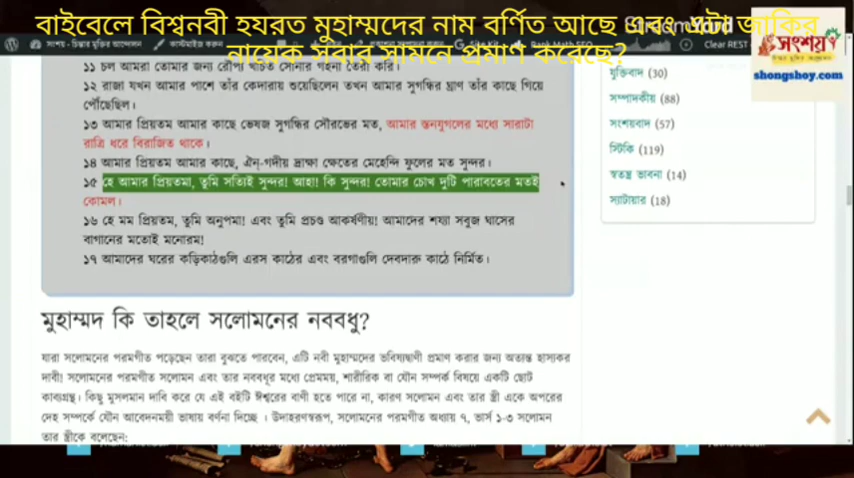 বাইবেলে বিশ্বনবী হযরত মুহাম্মদের নাম বর্ণিত আছে এবং এটা জাকির
নায়েক সবার সামনে প্রমাণ করেছে?
সংশয় - চিন্তার মুক্তির আন্দোলন
কাস্টমাইজ করুন
Clear REST
সংশয়
shongshoy.com
১১ চল আমরা তোমার জন্য রৌপ্য খচিত সোনার গহনা তৈরী করি।
১২ রাজা যখন আমার পাশে তাঁর কেদারায় শুয়েছিলেন তখন আমার সুগন্ধির ঘ্রাণ তাঁর কাছে গিয়ে
পৌঁছেছিল।
১৩ আমার প্রিয়তম আমার কাছে ভেষজ সুগন্ধির সৌরভের মত, আমার স্তনযুগলের মধ্যে সারাটা
রাত্রি ধরে বিরাজিত থাকে।
১৪ আমার প্রিয়তম আমার কাছে, ঐন্-গদীয় দ্রাক্ষা ক্ষেতের মেহেন্দি ফুলের মত সুন্দর।
১৫ হে আমার প্রিয়তমা, তুমি সত্যিই সুন্দর! আহা! কি সুন্দর! তোমার চোখ দুটি পারাবতের মতই
কোমল।
১৬ হে মম প্রিয়তম, তুমি অনুপমা! এবং তুমি প্রচণ্ড আকর্ষণীয়! আমাদের শয্যা সবুজ ঘাসের
বাগানের মতোই মনোরম!
১৭ আমাদের ঘরের কড়িকাঠগুলি এরস কাঠের এবং বরগাগুলি দেবদারু কাঠে নির্মিত।
যুক্তিবাদ (30)
সম্পাদকীয় (88)
সংশয়বাদ (57)
স্টিকি (119)
স্বতন্ত্র ভাবনা (14)
স্যাটায়ার (18)
মুহাম্মদ কি তাহলে সলোমনের নববধু?
যারা সলোমনের পরমগীত পড়েছেন তারা বুঝতে পারবেন, এটি নবী মুহাম্মদের ভবিষ্যদ্বাণী প্রমাণ করার জন্য অত্যন্ত হাস্যকর
দাবী! সলোমনের পরমগীত সলোমন এবং তার নববধূর মধ্যে প্রেমময়, শারীরিক বা যৌন সম্পর্ক বিষয়ে একটি ছোট
কাব্যগ্রন্থ। কিছু মুসলমান দাবি করে যে এই বইটি ঈশ্বরের বাণী হতে পারে না, কারণ সলোমন এবং তার স্ত্রী একে অপরের
দেহ সম্পর্কে যৌন আবেদনময়ী ভাষায় বর্ণনা দিচ্ছে । উদাহরণস্বরূপ, সলোমনের পরমগীত অধ্যায় ৭, ভার্স ১-৩ সলোমন
তার স্ত্রীকে বলেছেন: